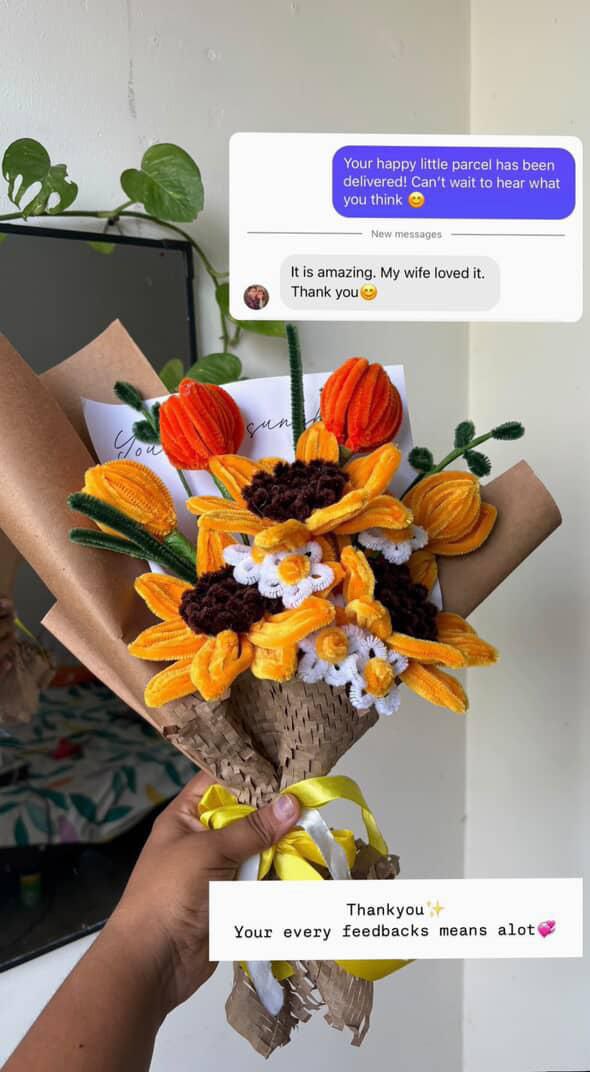 Your happy little parcel has been
delivered! Can't wait to hear what
you think 😊
New messages
It is amazing. My wife loved it.
Thank you😊
You
Thankyou✨
Your every feedbacks means alot💞